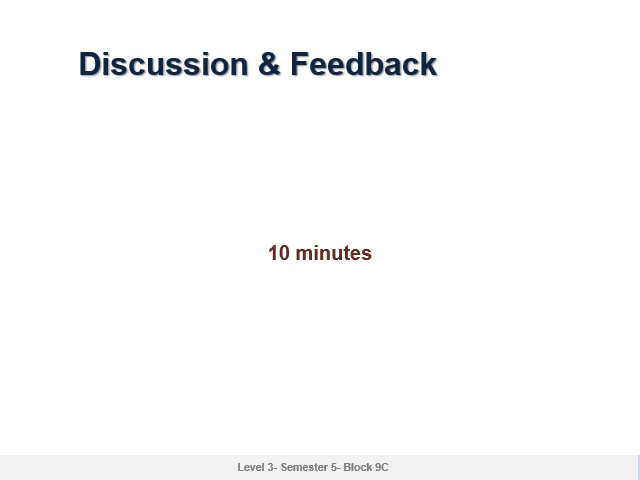 Discussion & Feedback
10 minutes
Level 3- Semester 5- Block 9C